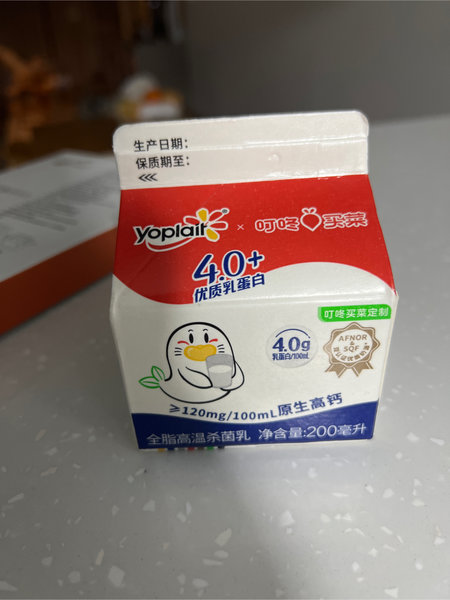 生产日期:
保质期至:
<<<
yoplait × 叮咚买菜
4.0+
优质乳蛋白
叮咚买菜定制
4.0g
乳蛋白/100mL
AFNOR
&
SQF
≥120mg/100mL原生高钙
全脂高温杀菌乳 净含量:200毫升